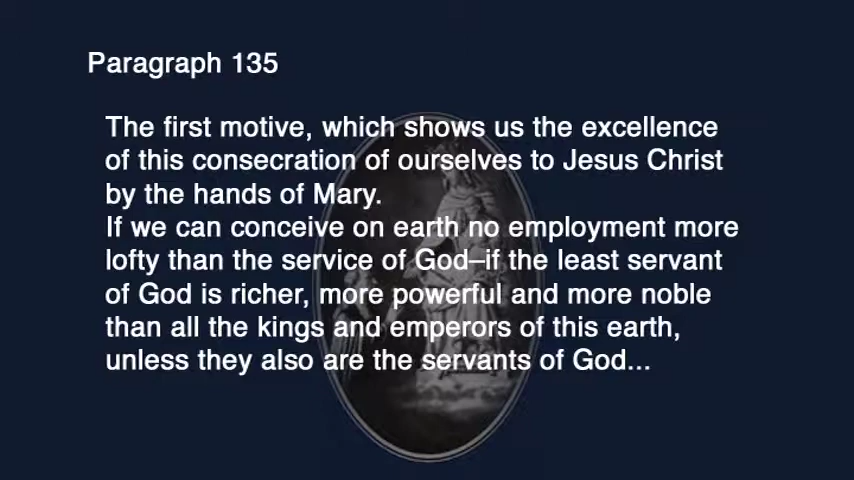 Paragraph 135
The first motive, which shows us the excellence
of this consecration of ourselves to Jesus Christ
by the hands of Mary.
If we can conceive on earth no employment more
lofty than the service of God–if the least servant
of God is richer, more powerful and more noble
than all the kings and emperors of this earth,
unless they also are the servants of God...